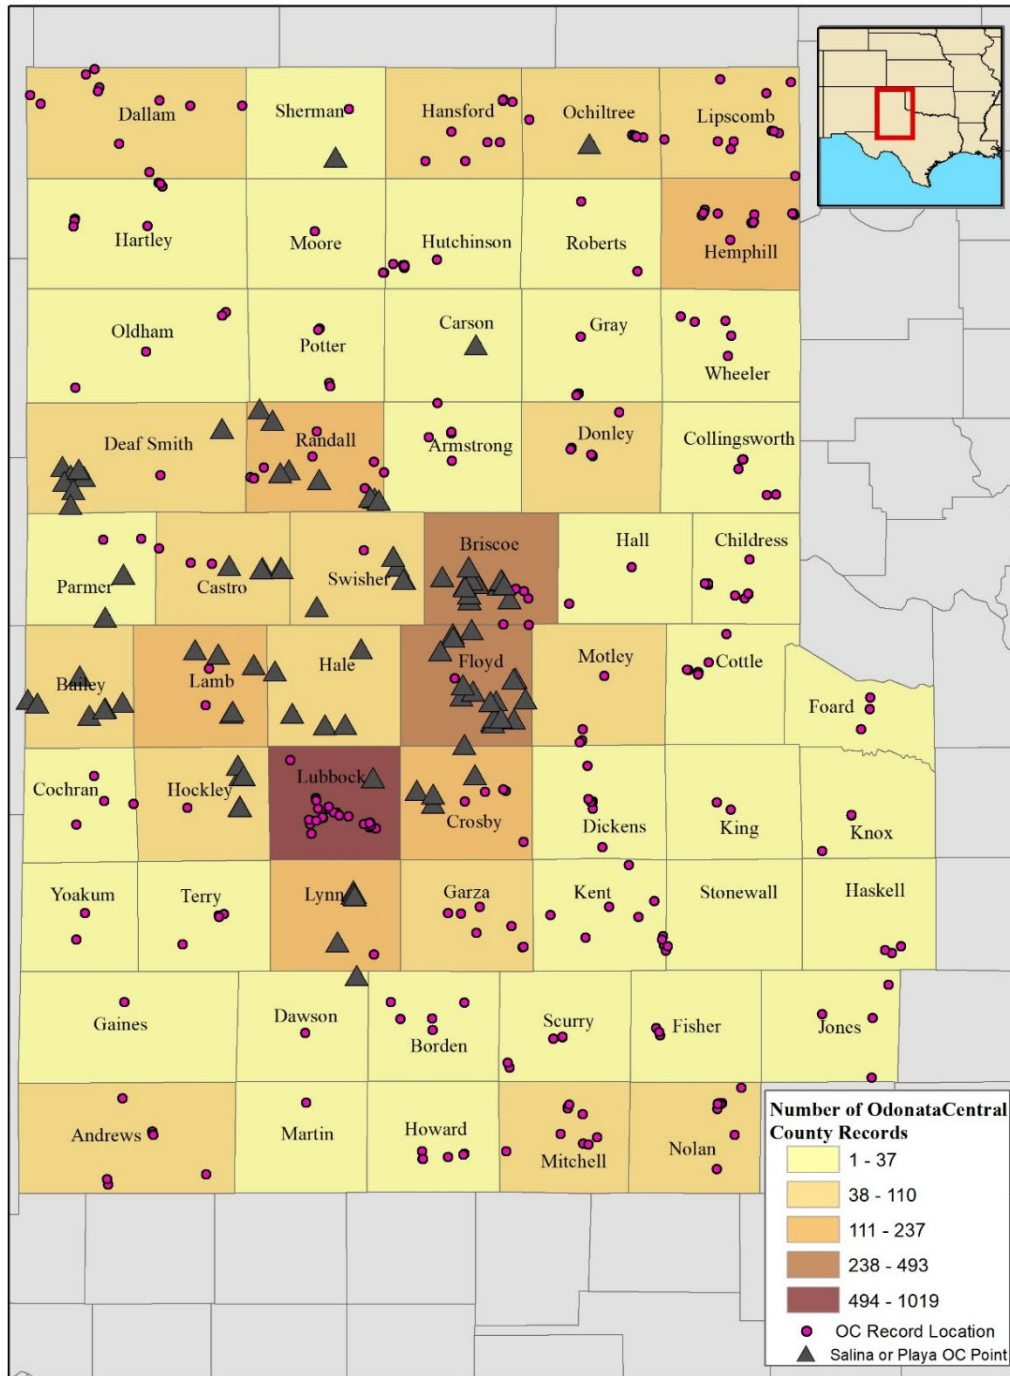 Dallam
Sherman
Hansford
Ochiltree
Lipscomb
Hartley
Moore
Hutchinson
Roberts
Hemphill
Oldham
Potter
Carson
Gray
Wheeler
Deaf Smith
Randall
Armstrong
Donley
Collingsworth
Parmer
Castro
Swisher
Briscoe
Hall
Childress
Bailey
Lamb
Hale
Floyd
Motley
Cottle
Foard
Cochran
Hockley
Lubbock
Crosby
Dickens
King
Knox
Yoakum
Terry
Lynn
Garza
Kent
Stonewall
Haskell
Gaines
Dawson
Borden
Scurry
Fisher
Jones
Andrews
Martin
Howard
Mitchell
Nolan
Number of OdonataCentral
County Records
1 - 37
38 - 110
111 - 237
238 - 493
494 - 1019
OC Record Location
Salina or Playa OC Point